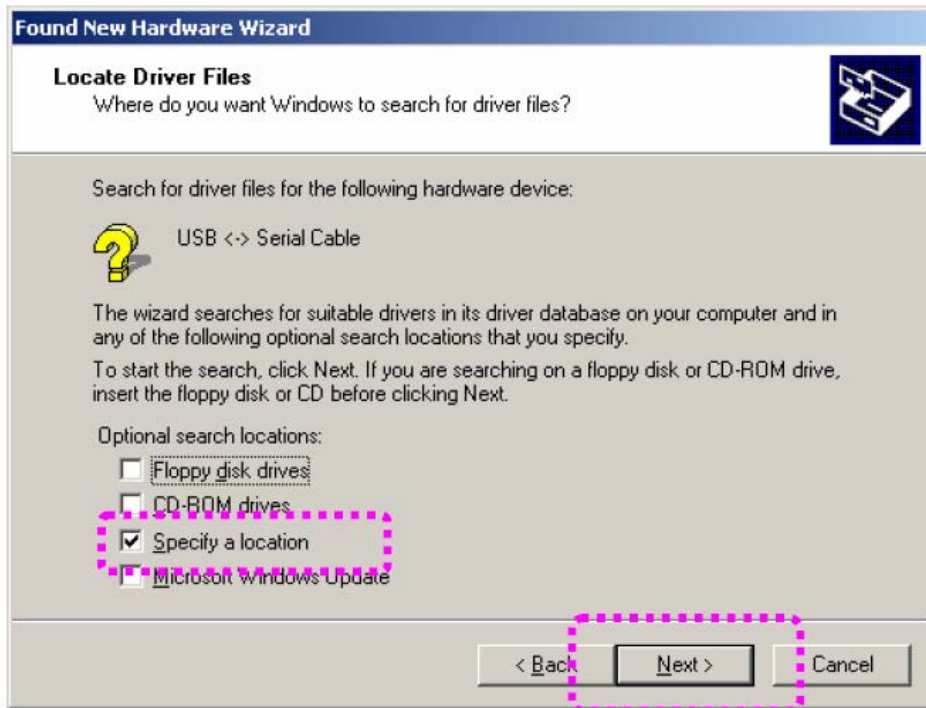 Found New Hardware Wizard
Locate Driver Files
Where do you want Windows to search for driver files?
Search for driver files for the following hardware device:
USB <-> Serial Cable
The wizard searches for suitable drivers in its driver database on your computer and in
any of the following optional search locations that you specify.
To start the search, click Next. If you are searching on a floppy disk or CD-ROM drive,
insert the floppy disk or CD before clicking Next.
Optional search locations:
Floppy disk drives
CD-ROM drives
Specify a location
Microsoft Windows Update
< Back Next > Cancel